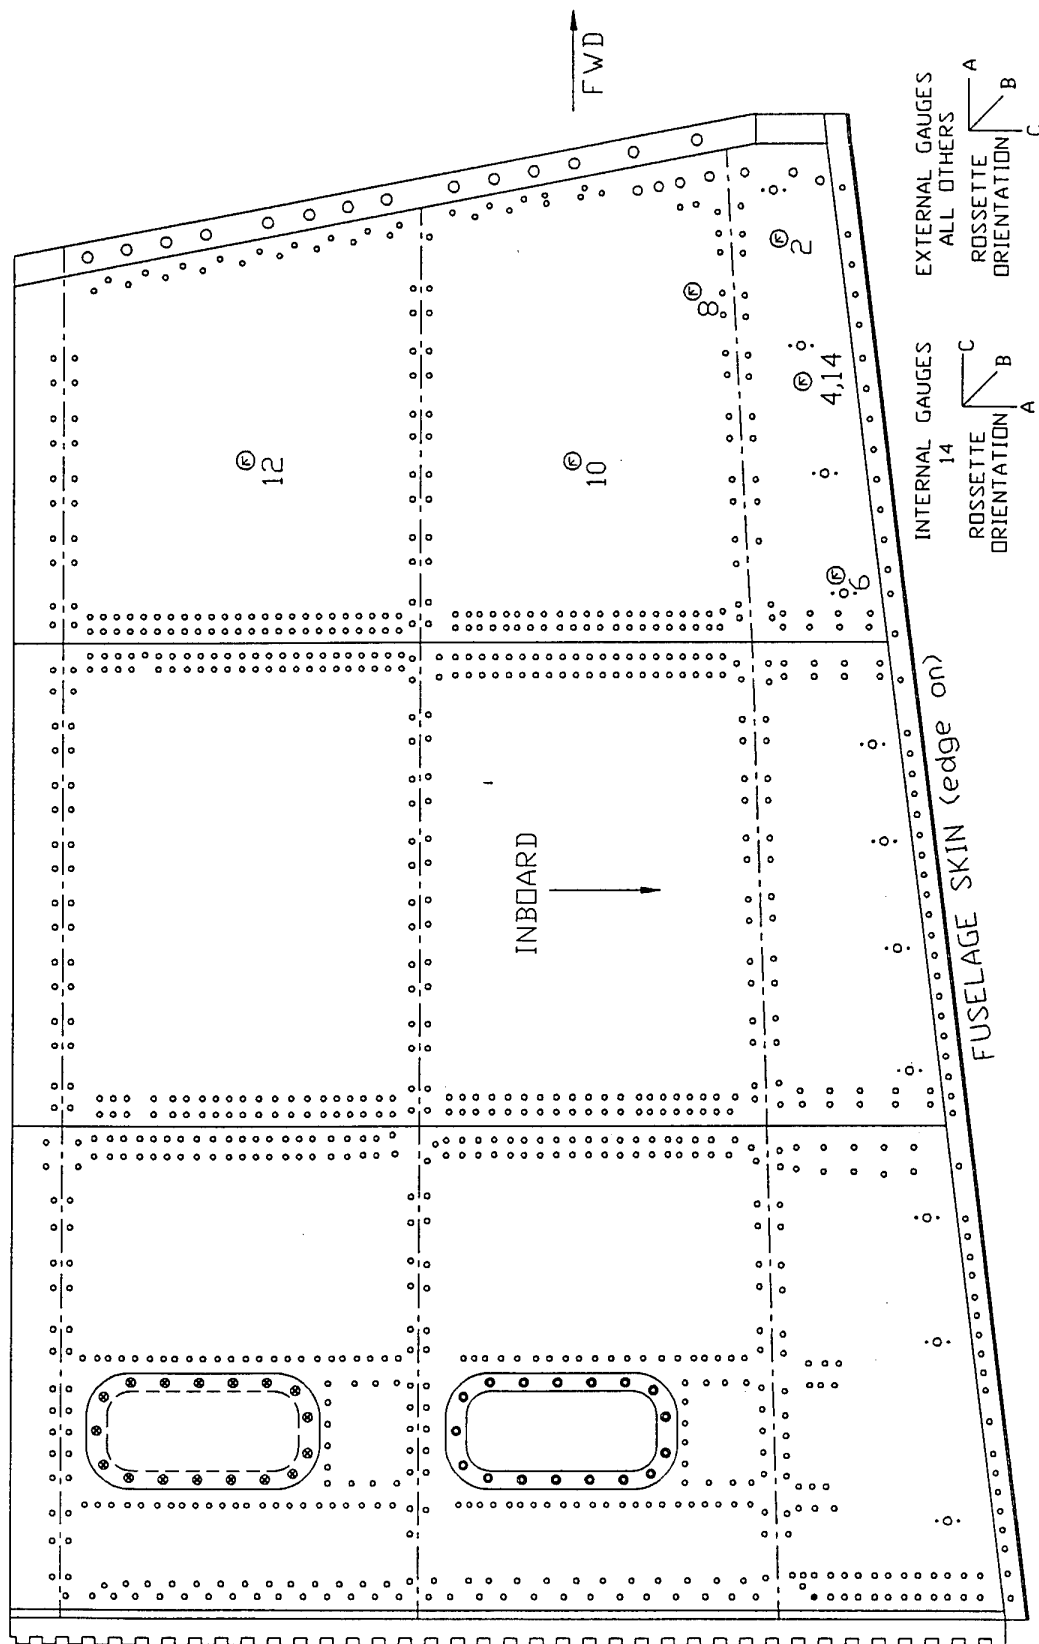 FWD
12
10
8
2
4,14
6
INBOARD
FUSELAGE SKIN (edge on)
INTERNAL GAUGES
14
ROSSETTE
ORIENTATION
C
B
A
EXTERNAL GAUGES
ALL OTHERS
ROSSETTE
ORIENTATION
A
B
C